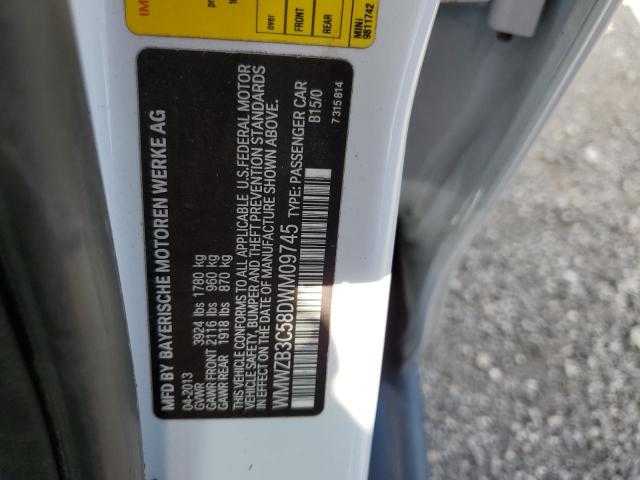 MFD BY BAYERISCHE MOTOREN WERKE AG
04-2013
GVWR 3924 lbs 1780 kg
GAWR FRONT 2116 lbs 960 kg
GAWR REAR 1918 lbs 870 kg
THIS VEHICLE CONFORMS TO ALL APPLICABLE U.S. FEDERAL MOTOR
VEHICLE SAFETY, BUMPER AND THEFT PREVENTION STANDARDS
IN EFFECT ON THE DATE OF MANUFACTURE SHOWN ABOVE.
WMWZB3C58DWM09745 TYPE: PASSENGER CAR
B15/0
7 315 814
over
FRONT
REAR
MINI
9811742